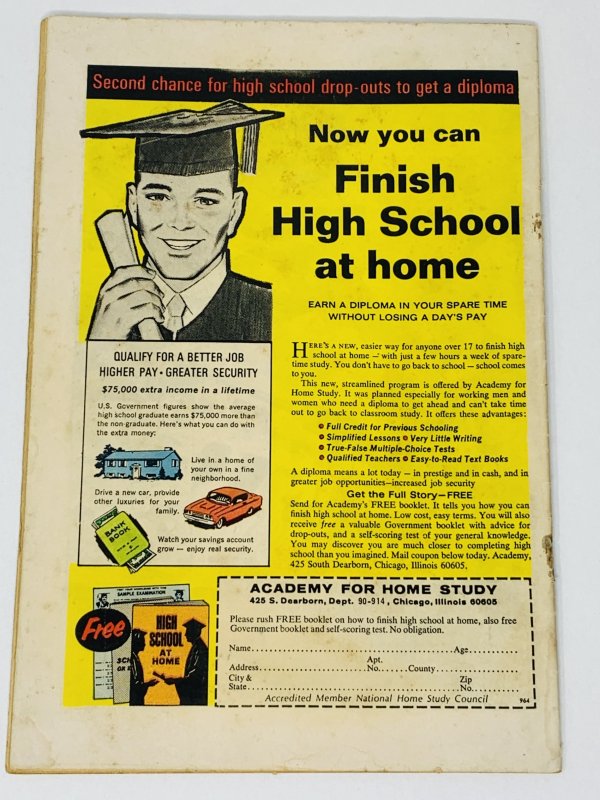 Second chance for high school drop-outs to get a diploma
Now you can
Finish
High School
at home
EARN A DIPLOMA IN YOUR SPARE TIME
WITHOUT LOSING A DAY'S PAY
QUALIFY FOR A BETTER JOB
HIGHER PAY • GREATER SECURITY
$75,000 extra income in a lifetime
U.S. Government figures show the average
high school graduate earns $75,000 more than
the non-graduate. Here's what you can do with
the extra money:
Live in a home of
your own in a fine
neighborhood.
Drive a new car, provide
other luxuries for your
family.
BANK
BOOK
Watch your savings account
grow — enjoy real security.
HERE'S A NEW, easier way for anyone over 17 to finish high
school at home — with just a few hours a week of spare-
time study. You don't have to go back to school — school comes
to you.
This new, streamlined program is offered by Academy for
Home Study. It was planned especially for working men and
women who need a diploma to get ahead and can't take time
out to go back to classroom study. It offers these advantages:
• Full Credit for Previous Schooling
• Simplified Lessons • Very Little Writing
• True-False Multiple-Choice Tests
• Qualified Teachers • Easy-to-Read Text Books
A diploma means a lot today — in prestige and in cash, and in
greater job opportunities—increased job security
Get the Full Story—FREE
Send for Academy's FREE booklet. It tells you how you can
finish high school at home. Low cost, easy terms. You will also
receive free a valuable Government booklet with advice for
drop-outs, and a self-scoring test of your general knowledge.
You may discover you are much closer to completing high
school than you imagined. Mail coupon below today. Academy,
425 South Dearborn, Chicago, Illinois 60605.
SAMPLE EXAMINATION
Free
HIGH
SCHOOL
AT
HOME
ACADEMY FOR HOME STUDY
425 S. Dearborn, Dept. 90-914, Chicago, Illinois 60605
Please rush FREE booklet on how to finish high school at home, also free
Government booklet and self-scoring test. No obligation.
Name Age
Address Apt. No. County
City & State Zip No.
Accredited Member National Home Study Council 964